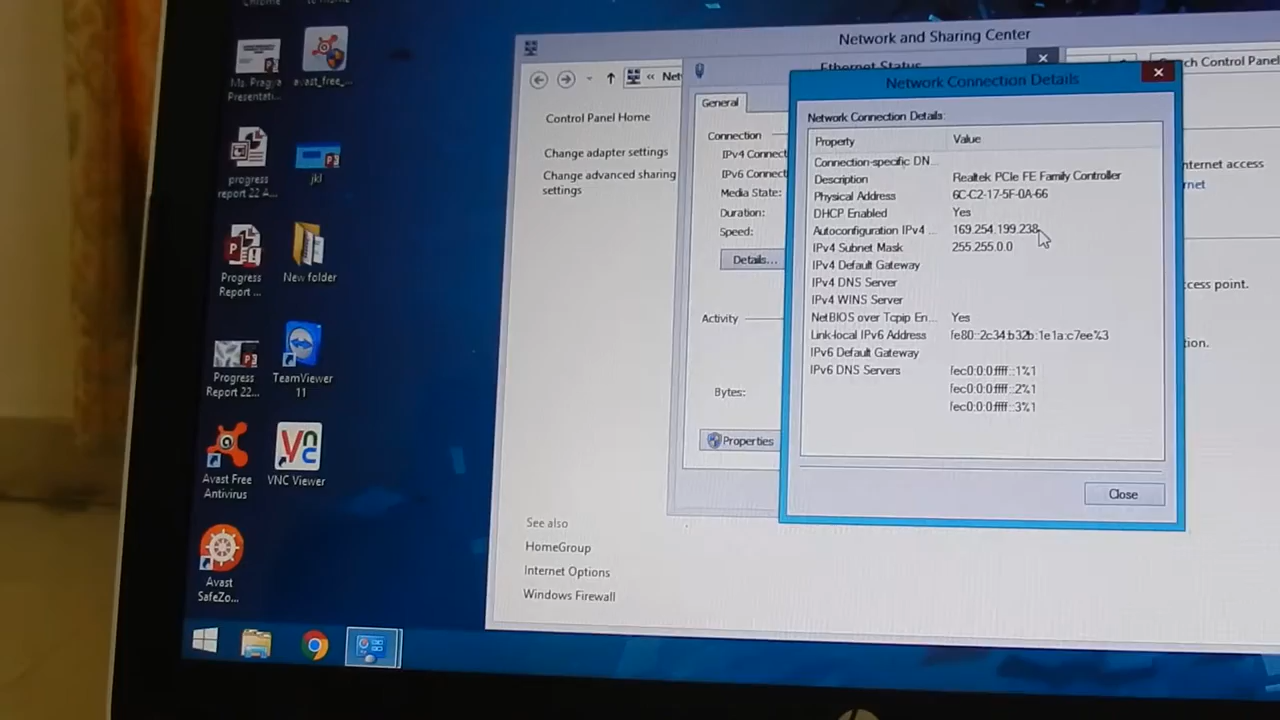 Ms. Pragya
Presentati...
avast_free_...
progress
report 22 A...
jkl
Progress
Report ...
New folder
Progress
Report 22...
TeamViewer
11
Avast Free
Antivirus
VNC Viewer
Avast
SafeZo...
Network and Sharing Center
Control Panel Home
Change adapter settings
Change advanced sharing
settings
See also
HomeGroup
Internet Options
Windows Firewall
Ethernet Status
General
Connection
IPv4 Connect
IPv6 Connect
Media State:
Duration:
Speed:
Details...
Activity
Bytes:
Properties
Network Connection Details
Network Connection Details:
Property Value
Connection-specific DN...
Description Realtek PCIe FE Family Controller
Physical Address 6C-C2-17-5F-0A-66
DHCP Enabled Yes
Autoconfiguration IPv4 ... 169.254.199.238
IPv4 Subnet Mask 255.255.0.0
IPv4 Default Gateway
IPv4 DNS Server
IPv4 WINS Server
NetBIOS over Tcpip En... Yes
Link-local IPv6 Address fe80::2c34:b32b:1e1a:c7ee%3
IPv6 Default Gateway
IPv6 DNS Servers fec0:0:0:ffff::1%1
fec0:0:0:ffff::2%1
fec0:0:0:ffff::3%1
Close
Search Control Panel
nternet access
rnet
ccess point.
tion.